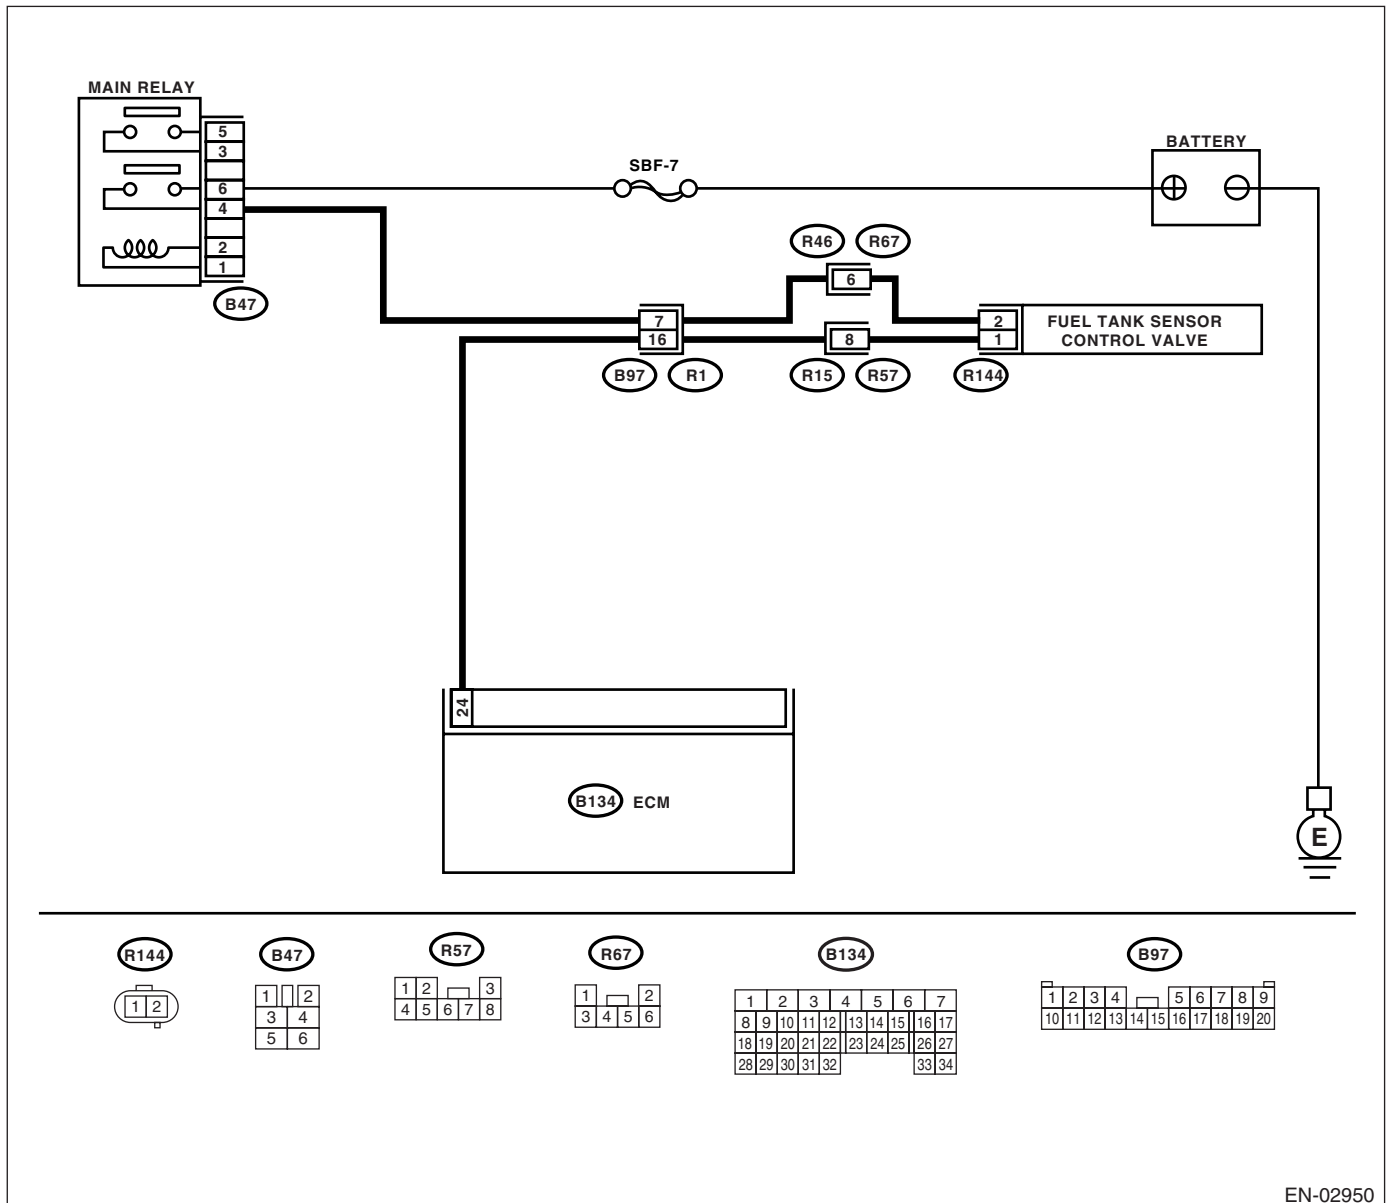 MAIN RELAY
5
3
6
4
2
1
B47
SBF-7
BATTERY
R46 R67
6
7
16
8
2
1
FUEL TANK SENSOR
CONTROL VALVE
B97 R1
R15 R57
R144
24
B134 ECM
E
R144
1 2
B47
1 2
3 4
5 6
R57
1 2 3
4 5 6 7 8
R67
1 2
3 4 5 6
B134
1 2 3 4 5 6 7
8 9 10 11 12 13 14 15 16 17
18 19 20 21 22 23 24 25 26 27
28 29 30 31 32 33 34
B97
1 2 3 4 5 6 7 8 9
10 11 12 13 14 15 16 17 18 19 20
EN-02950